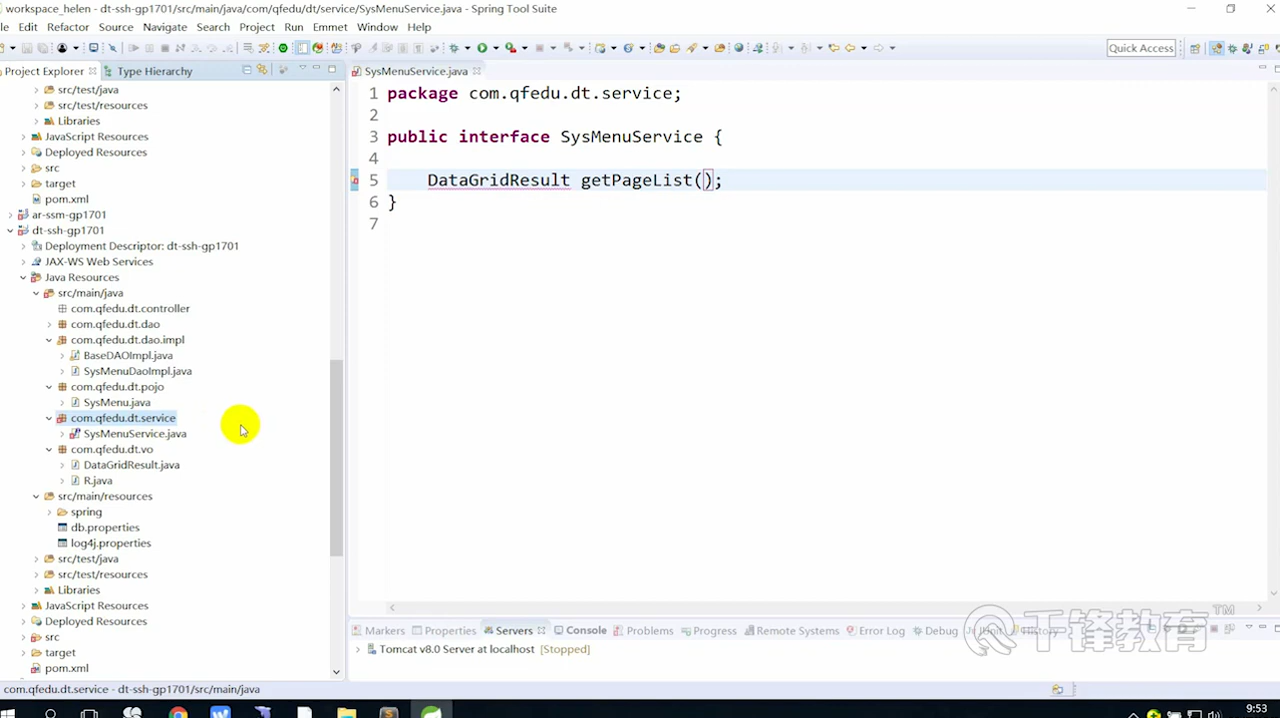 workspace_helen - dt-ssh-gp1701/src/main/java/com/qfedu/dt/service/SysMenuService.java - Spring Tool Suite
le Edit Refactor Source Navigate Search Project Run Emmet Window Help
Quick Access
Project Explorer Type Hierarchy
src/test/java
src/test/resources
Libraries
JavaScript Resources
Deployed Resources
src
target
pom.xml
ar-ssm-gp1701
dt-ssh-gp1701
Deployment Descriptor: dt-ssh-gp1701
JAX-WS Web Services
Java Resources
src/main/java
com.qfedu.dt.controller
com.qfedu.dt.dao
com.qfedu.dt.dao.impl
BaseDAOImpl.java
SysMenuDaoImpl.java
com.qfedu.dt.pojo
SysMenu.java
com.qfedu.dt.service
SysMenuService.java
com.qfedu.dt.vo
DataGridResult.java
R.java
src/main/resources
spring
db.properties
log4j.properties
src/test/java
src/test/resources
Libraries
JavaScript Resources
Deployed Resources
src
target
pom.xml
SysMenuService.java
1 package com.qfedu.dt.service;
2
3 public interface SysMenuService {
4
5 DataGridResult getPageList();
6 }
7
Markers Properties Servers Console Problems Progress Remote Systems Error Log Debug History
Tomcat v8.0 Server at localhost [Stopped]
千锋教育 TM
com.qfedu.dt.service - dt-ssh-gp1701/src/main/java
9:53